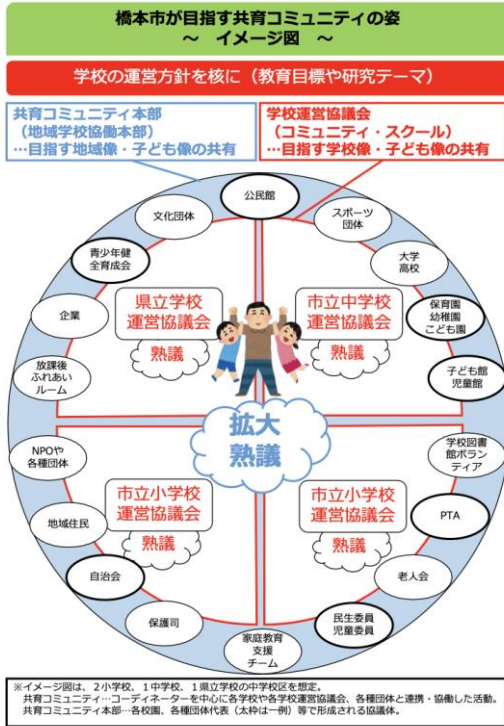 橋本市が目指す共育コミュニティの姿
～　イメージ図　～
学校の運営方針を核に（教育目標や研究テーマ）
共育コミュニティ本部
（地域学校協働本部）
…目指す地域像・子ども像の共有
学校運営協議会
（コミュニティ・スクール）
…目指す学校像・子ども像の共有
公民館
文化団体
スポーツ
団体
青少年健
全育成会
大学
高校
企業
県立学校
運営協議会
熟議
市立中学校
運営協議会
熟議
保育園
幼稚園
こども園
放課後
ふれあい
ルーム
子ども館
児童館
拡大
熟議
NPOや
各種団体
学校図書
館ボラン
ティア
市立小学校
運営協議会
熟議
市立小学校
運営協議会
熟議
地域住民
PTA
自治会
老人会
保護司
民生委員
児童委員
家庭教育
支援
チーム
※イメージ図は、２小学校、１中学校、１県立学校の中学校区を想定。
共育コミュニティ…コーディネーターを中心に各学校や各学校運営協議会、各種団体と連携・協働した活動。
共育コミュニティ本部…各校園、各種団体代表（太枠は一例）等で形成される協議体。